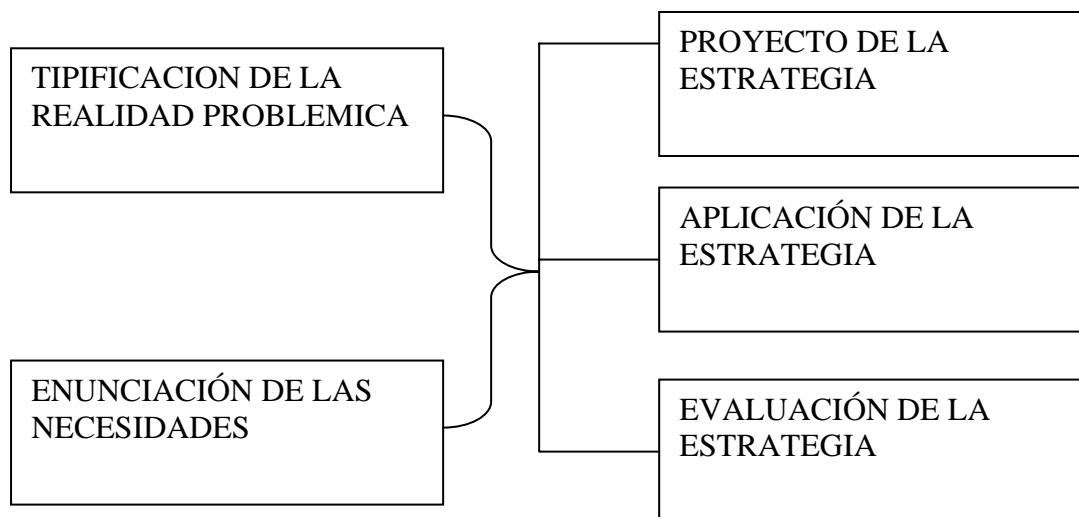 TIPIFICACION DE LA
REALIDAD PROBLEMICA
ENUNCIACIÓN DE LAS
NECESIDADES
PROYECTO DE LA
ESTRATEGIA
APLICACIÓN DE LA
ESTRATEGIA
EVALUACIÓN DE LA
ESTRATEGIA